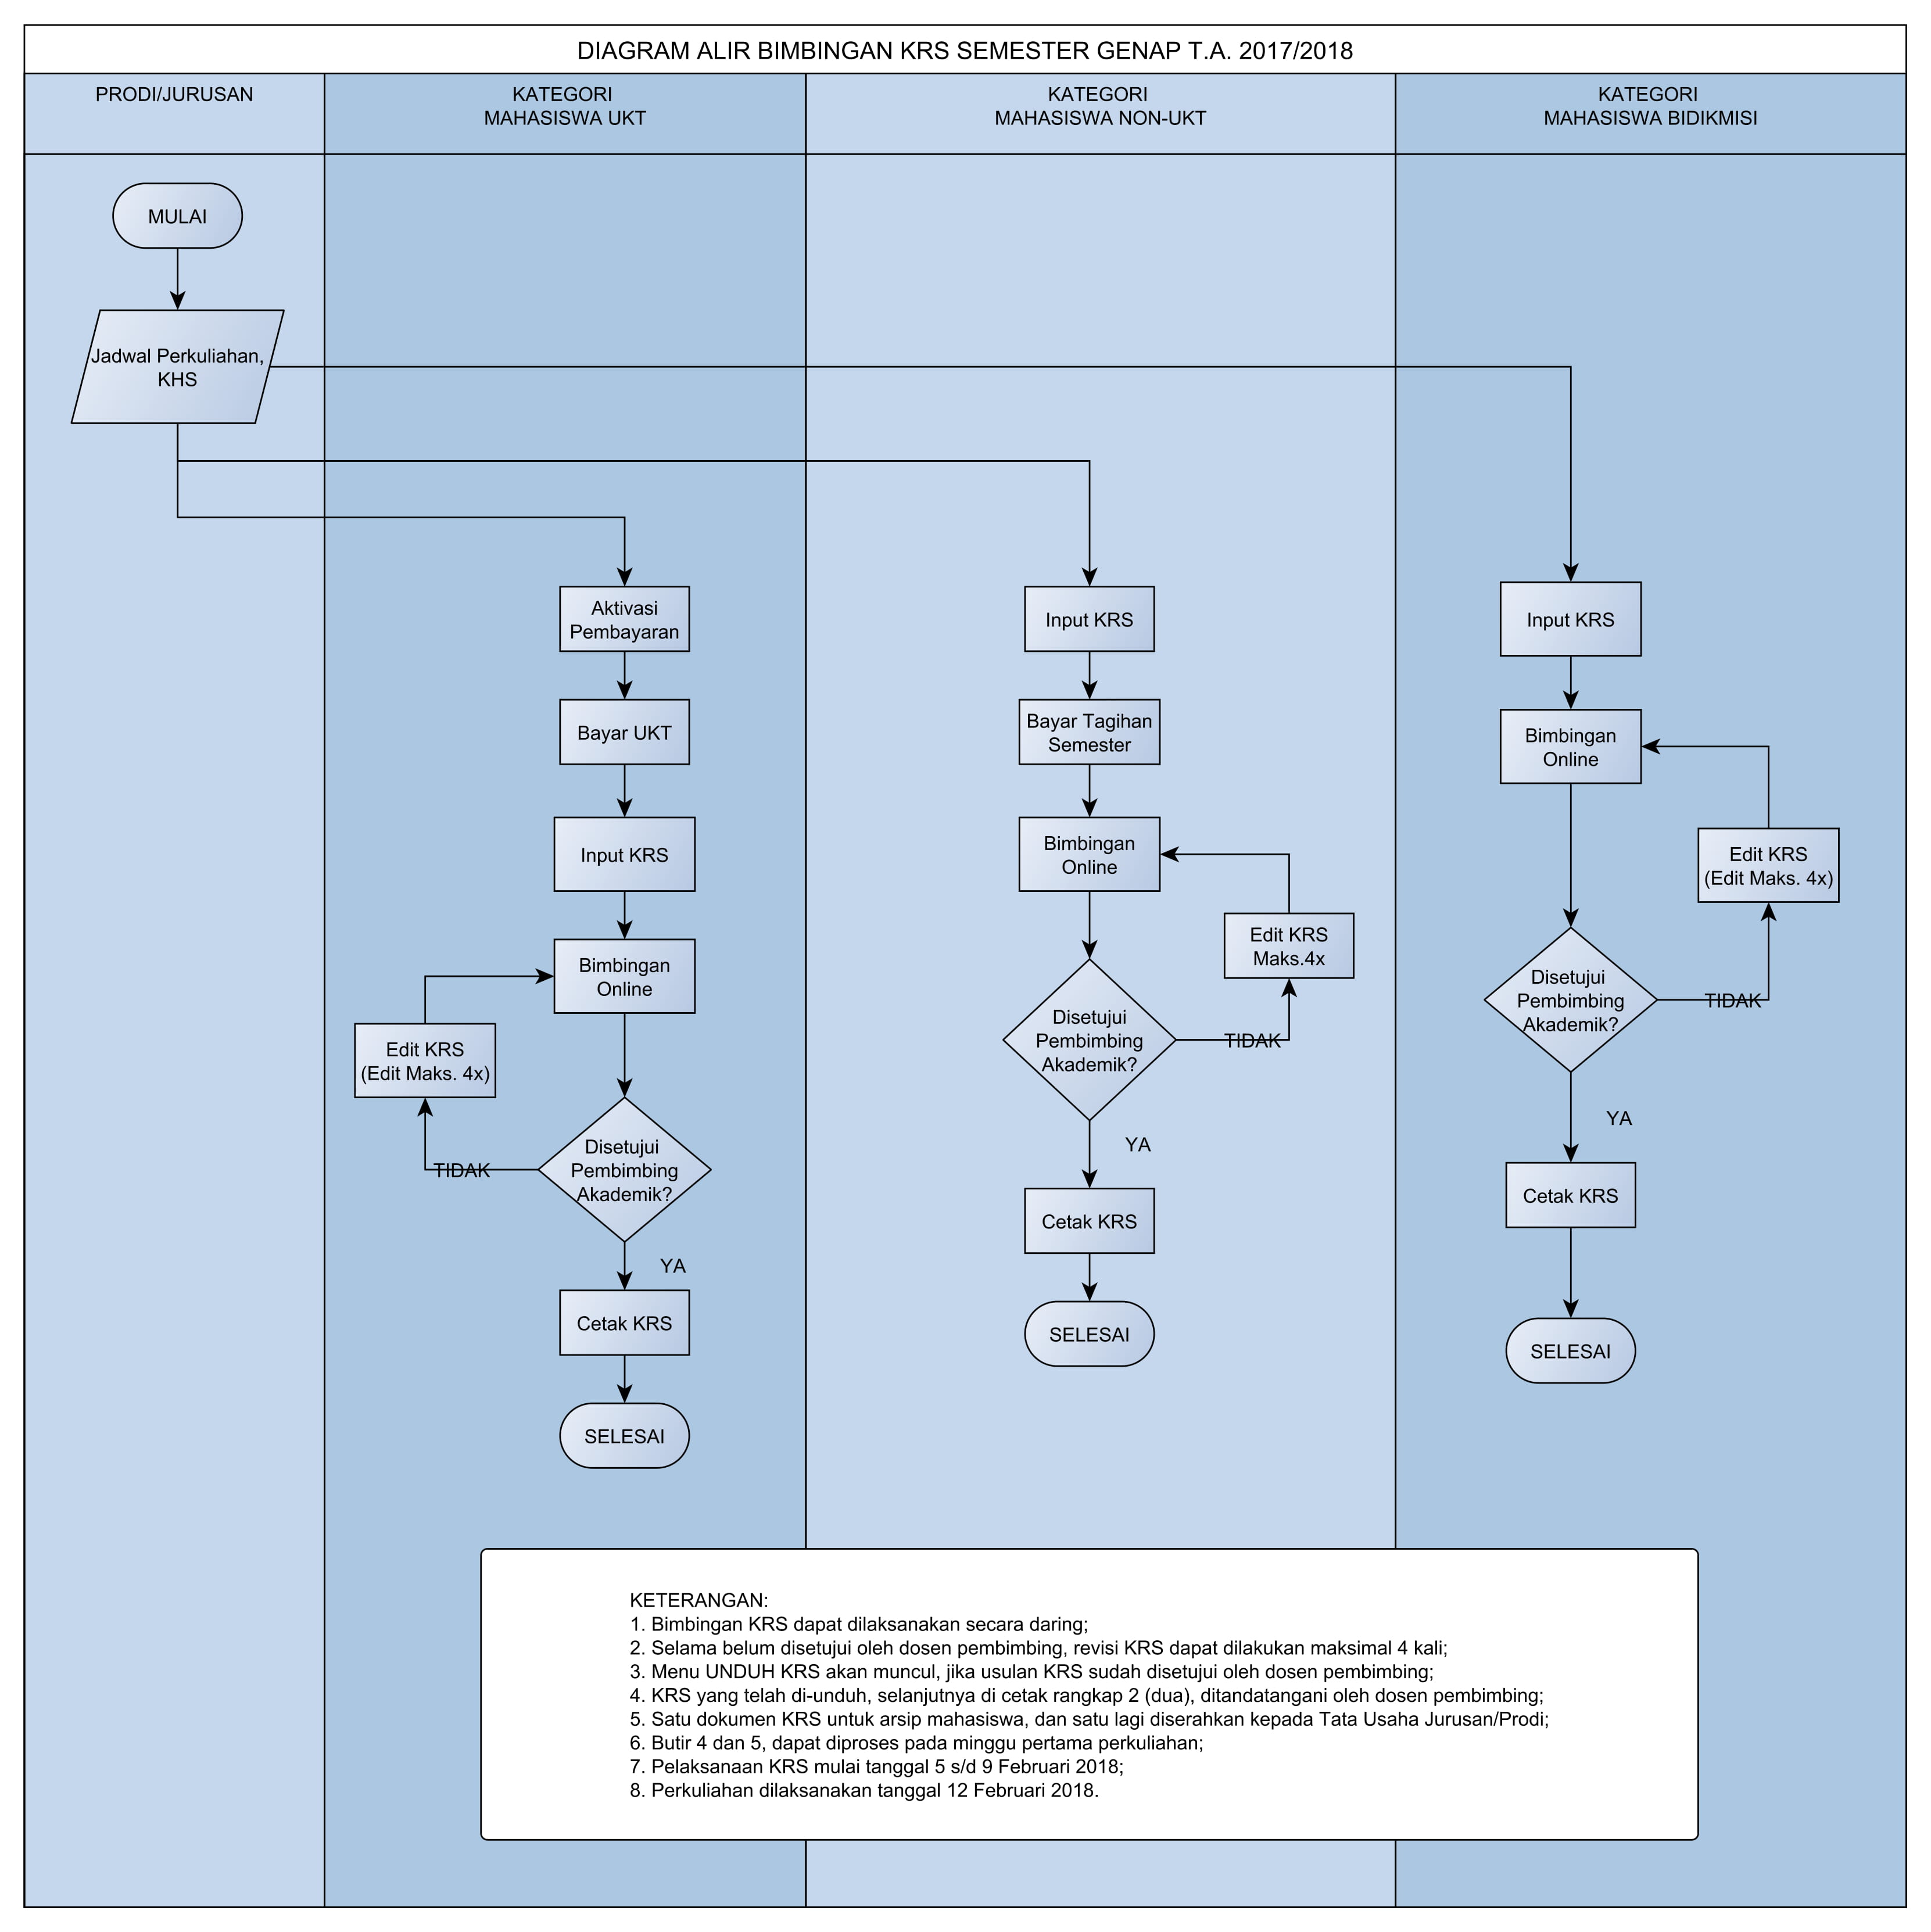 DIAGRAM ALIR BIMBINGAN KRS SEMESTER GENAP T.A. 2017/2018
PRODI/JURUSAN
KATEGORI
MAHASISWA UKT
KATEGORI
MAHASISWA NON-UKT
KATEGORI
MAHASISWA BIDIKMISI
MULAI
Jadwal Perkuliahan,
KHS
Aktivasi
Pembayaran
Bayar UKT
Input KRS
Bimbingan
Online
Edit KRS
(Edit Maks. 4x)
Disetujui
Pembimbing
Akademik?
TIDAK
YA
Cetak KRS
SELESAI
Input KRS
Bayar Tagihan
Semester
Bimbingan
Online
Edit KRS
Maks.4x
Disetujui
Pembimbing
Akademik?
TIDAK
YA
Cetak KRS
SELESAI
Input KRS
Bimbingan
Online
Edit KRS
(Edit Maks. 4x)
Disetujui
Pembimbing
Akademik?
TIDAK
YA
Cetak KRS
SELESAI
KETERANGAN:
1. Bimbingan KRS dapat dilaksanakan secara daring;
2. Selama belum disetujui oleh dosen pembimbing, revisi KRS dapat dilakukan maksimal 4 kali;
3. Menu UNDUH KRS akan muncul, jika usulan KRS sudah disetujui oleh dosen pembimbing;
4. KRS yang telah di-unduh, selanjutnya di cetak rangkap 2 (dua), ditandatangani oleh dosen pembimbing;
5. Satu dokumen KRS untuk arsip mahasiswa, dan satu lagi diserahkan kepada Tata Usaha Jurusan/Prodi;
6. Butir 4 dan 5, dapat diproses pada minggu pertama perkuliahan;
7. Pelaksanaan KRS mulai tanggal 5 s/d 9 Februari 2018;
8. Perkuliahan dilaksanakan tanggal 12 Februari 2018.